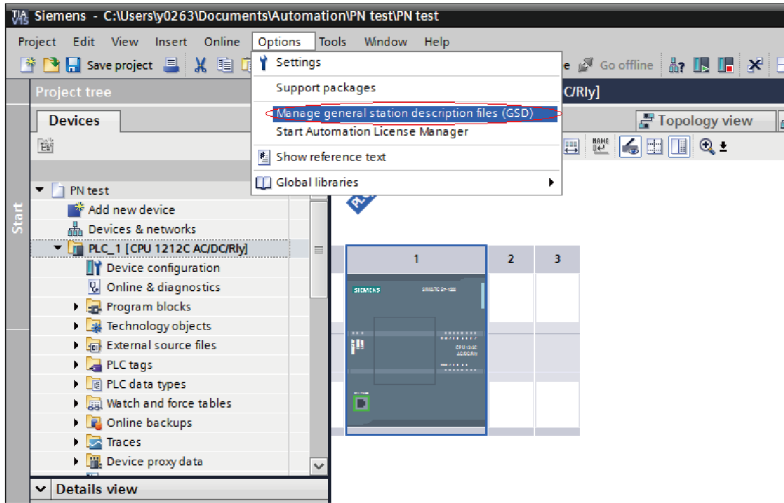 Siemens - C:\Users\y0263\Documents\Automation\PN test\PN test
Project Edit View Insert Online Options Tools Window Help
Save project
Go offline
Settings
Support packages
Manage general station description files (GSD)
Start Automation License Manager
Show reference text
Global libraries
Project tree
C/Rly]
Devices
Topology view
PN test
Add new device
Devices & networks
PLC_1 [CPU 1212C AC/DC/Rly]
Device configuration
Online & diagnostics
Program blocks
Technology objects
External source files
PLC tags
PLC data types
Watch and force tables
Online backups
Traces
Device proxy data
Details view
Start
1 2 3
SIEMENS